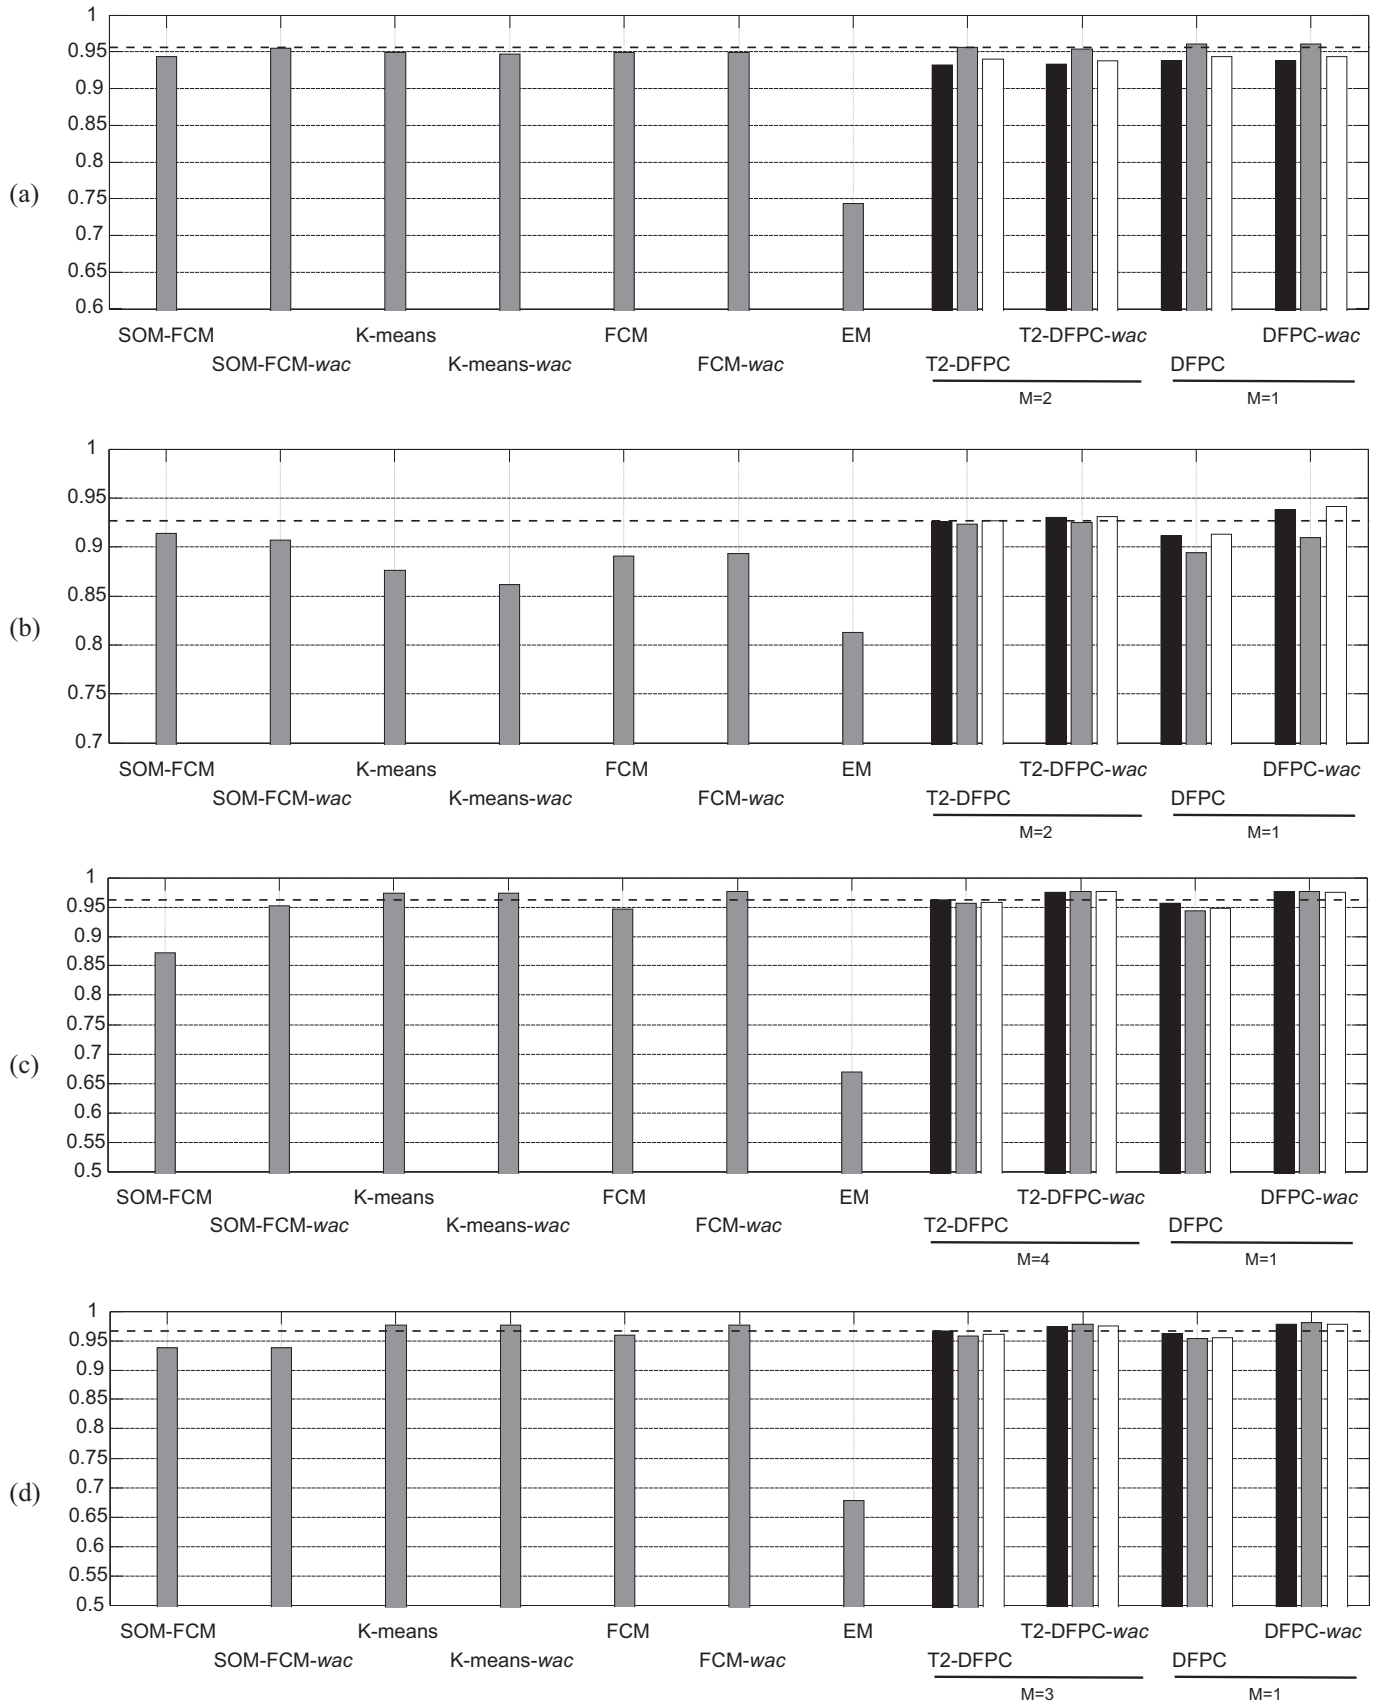 1
0.95
0.9
0.85
0.8
0.75
0.7
0.65
0.6
(a)
SOM-FCM K-means FCM EM T2-DFPC-wac DFPC-wac
SOM-FCM-wac K-means-wac FCM-wac T2-DFPC DFPC
M=2 M=1
1
0.95
0.9
0.85
0.8
0.75
0.7
(b)
SOM-FCM K-means FCM EM T2-DFPC-wac DFPC-wac
SOM-FCM-wac K-means-wac FCM-wac T2-DFPC DFPC
M=2 M=1
1
0.95
0.9
0.85
0.8
0.75
0.7
0.65
0.6
0.55
0.5
(c)
SOM-FCM K-means FCM EM T2-DFPC-wac DFPC-wac
SOM-FCM-wac K-means-wac FCM-wac T2-DFPC DFPC
M=4 M=1
1
0.95
0.9
0.85
0.8
0.75
0.7
0.65
0.6
0.55
0.5
(d)
SOM-FCM K-means FCM EM T2-DFPC-wac DFPC-wac
SOM-FCM-wac K-means-wac FCM-wac T2-DFPC DFPC
M=3 M=1